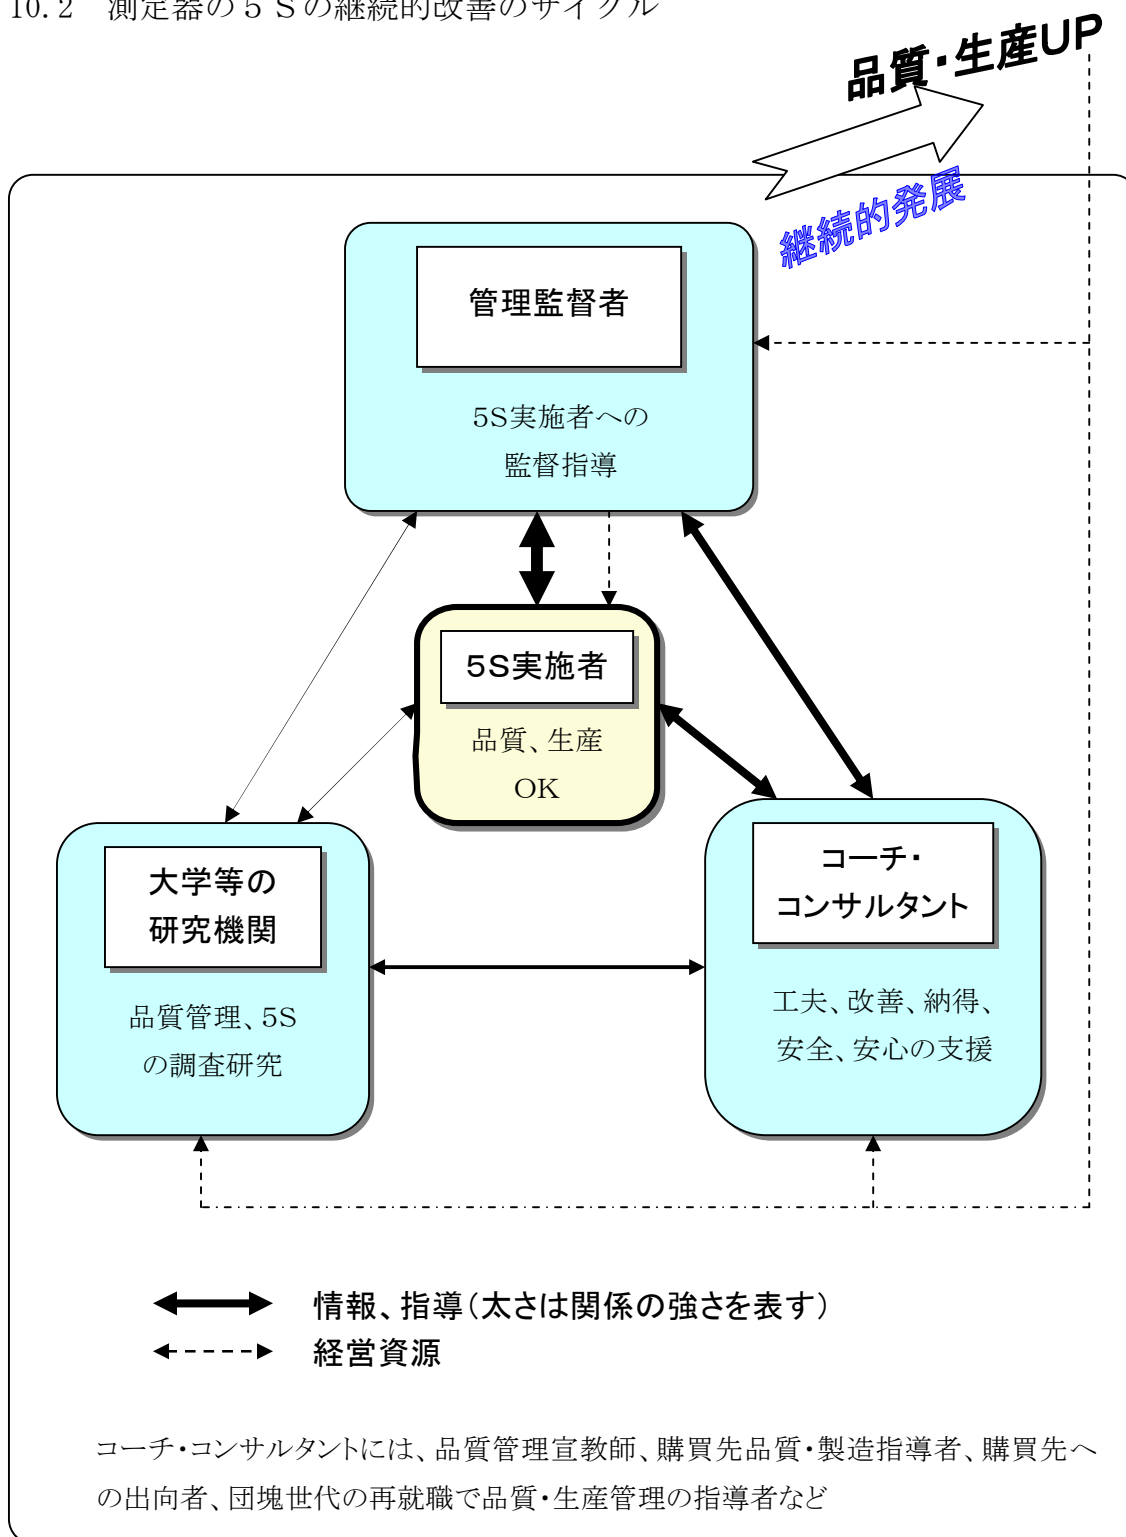 10.2　測定器の５Ｓの継続的改善のサイクル
品質・生産UP
継続的発展
管理監督者
5S実施者への
監督指導
5S実施者
品質、生産
OK
大学等の
研究機関
品質管理、5S
の調査研究
コーチ・
コンサルタント
工夫、改善、納得、
安全、安心の支援
情報、指導（太さは関係の強さを表す）
経営資源
コーチ・コンサルタントには、品質管理宣教師、購買先品質・製造指導者、購買先へ
の出向者、団塊世代の再就職で品質・生産管理の指導者など